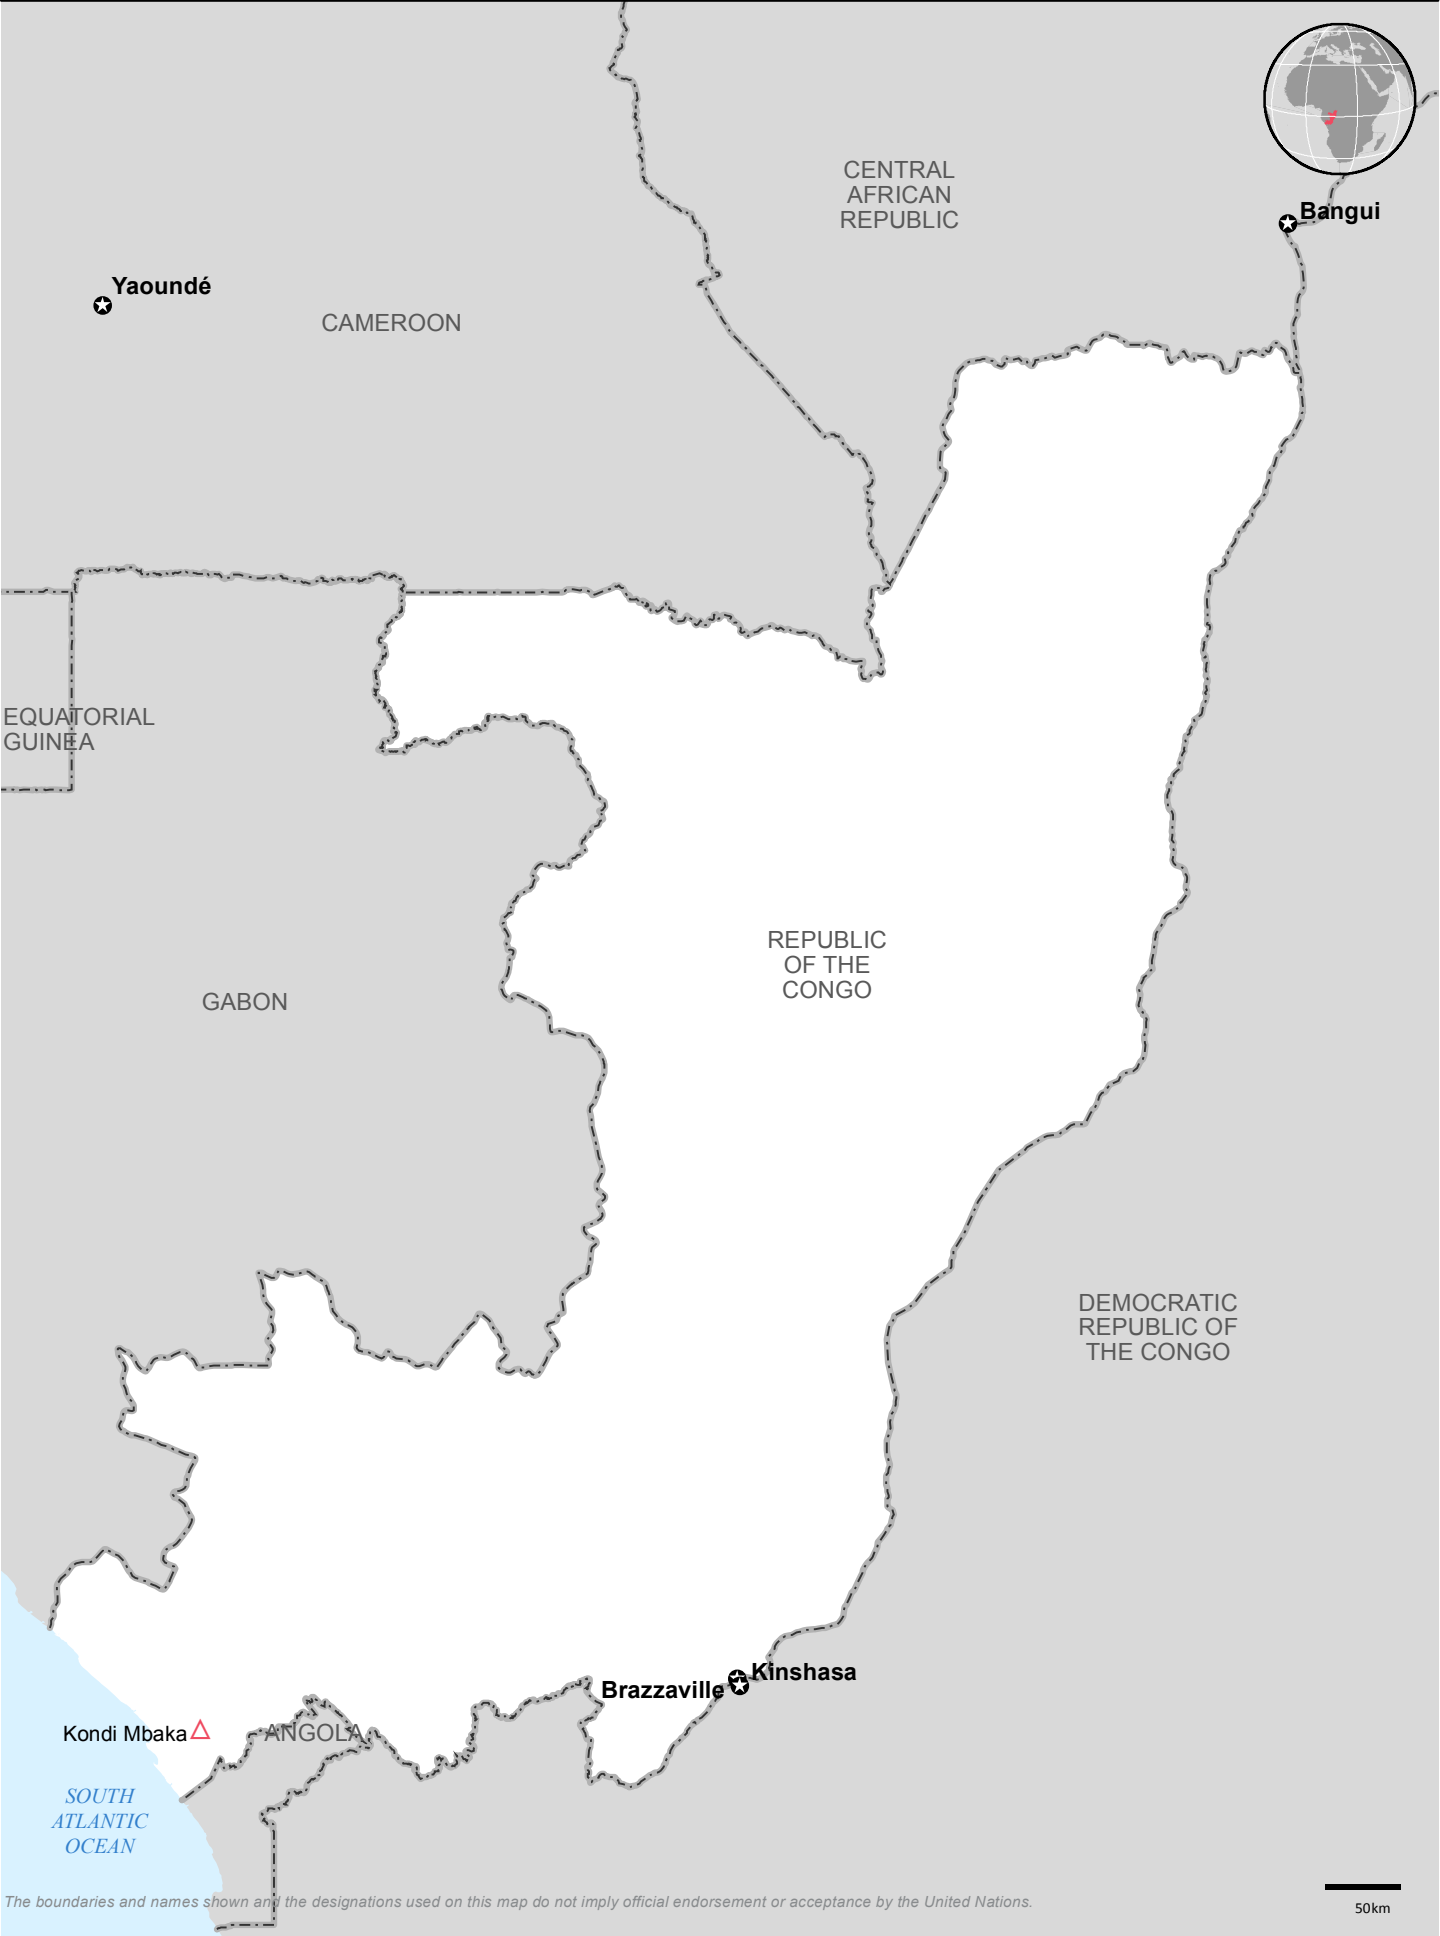 CENTRAL
AFRICAN
REPUBLIC
Bangui
Yaoundé
CAMEROON
EQUATORIAL
GUINEA
REPUBLIC
OF THE
CONGO
GABON
DEMOCRATIC
REPUBLIC OF
THE CONGO
Kinshasa
Brazzaville
Kondi Mbaka
ANGOLA
SOUTH
ATLANTIC
OCEAN
The boundaries and names shown and the designations used on this map do not imply official endorsement or acceptance by the United Nations.
50km